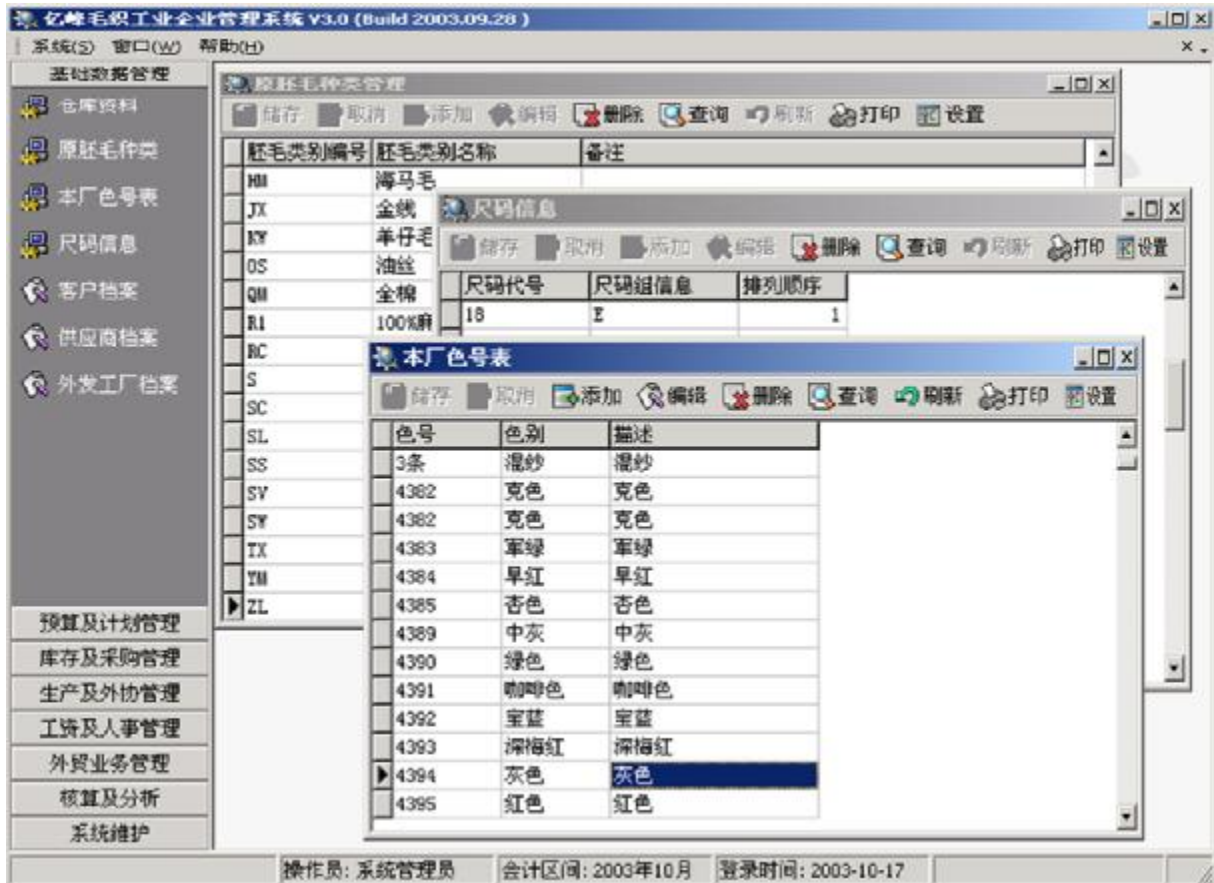 亿峰毛织工业企业管理系统 V3.0 (Build 2003.09.28 )
系统(S) 窗口(W) 帮助(H)
基础数据管理
仓库资料
原胚毛种类
本厂色号表
尺码信息
客户档案
供应商档案
外发工厂档案
预算及计划管理
库存及采购管理
生产及外协管理
工资及人事管理
外贸业务管理
核算及分析
系统维护
原胚毛种类管理
储存 取消 添加 编辑 删除 查询 刷新 打印 设置
胚毛类别编号 胚毛类别名称 备注
HM 海马毛
JX 金线
KY 羊仔毛
OS 油丝
QM 全棉
R1 100%麻
RC
S
SC
SL
SS
SV
SY
TX
YM
ZL
尺码信息
储存 取消 添加 编辑 删除 查询 刷新 打印 设置
尺码代号 尺码组信息 排列顺序
18 E 1
本厂色号表
储存 取消 添加 编辑 删除 查询 刷新 打印 设置
色号 色别 描述
3条 混纱 混纱
4382 克色 克色
4382 克色 克色
4383 军绿 军绿
4384 早红 早红
4385 杏色 杏色
4389 中灰 中灰
4390 绿色 绿色
4391 咖啡色 咖啡色
4392 宝蓝 宝蓝
4393 深梅红 深梅红
4394 灰色 灰色
4395 红色 红色
操作员: 系统管理员 会计区间: 2003年10月 登录时间: 2003-10-17